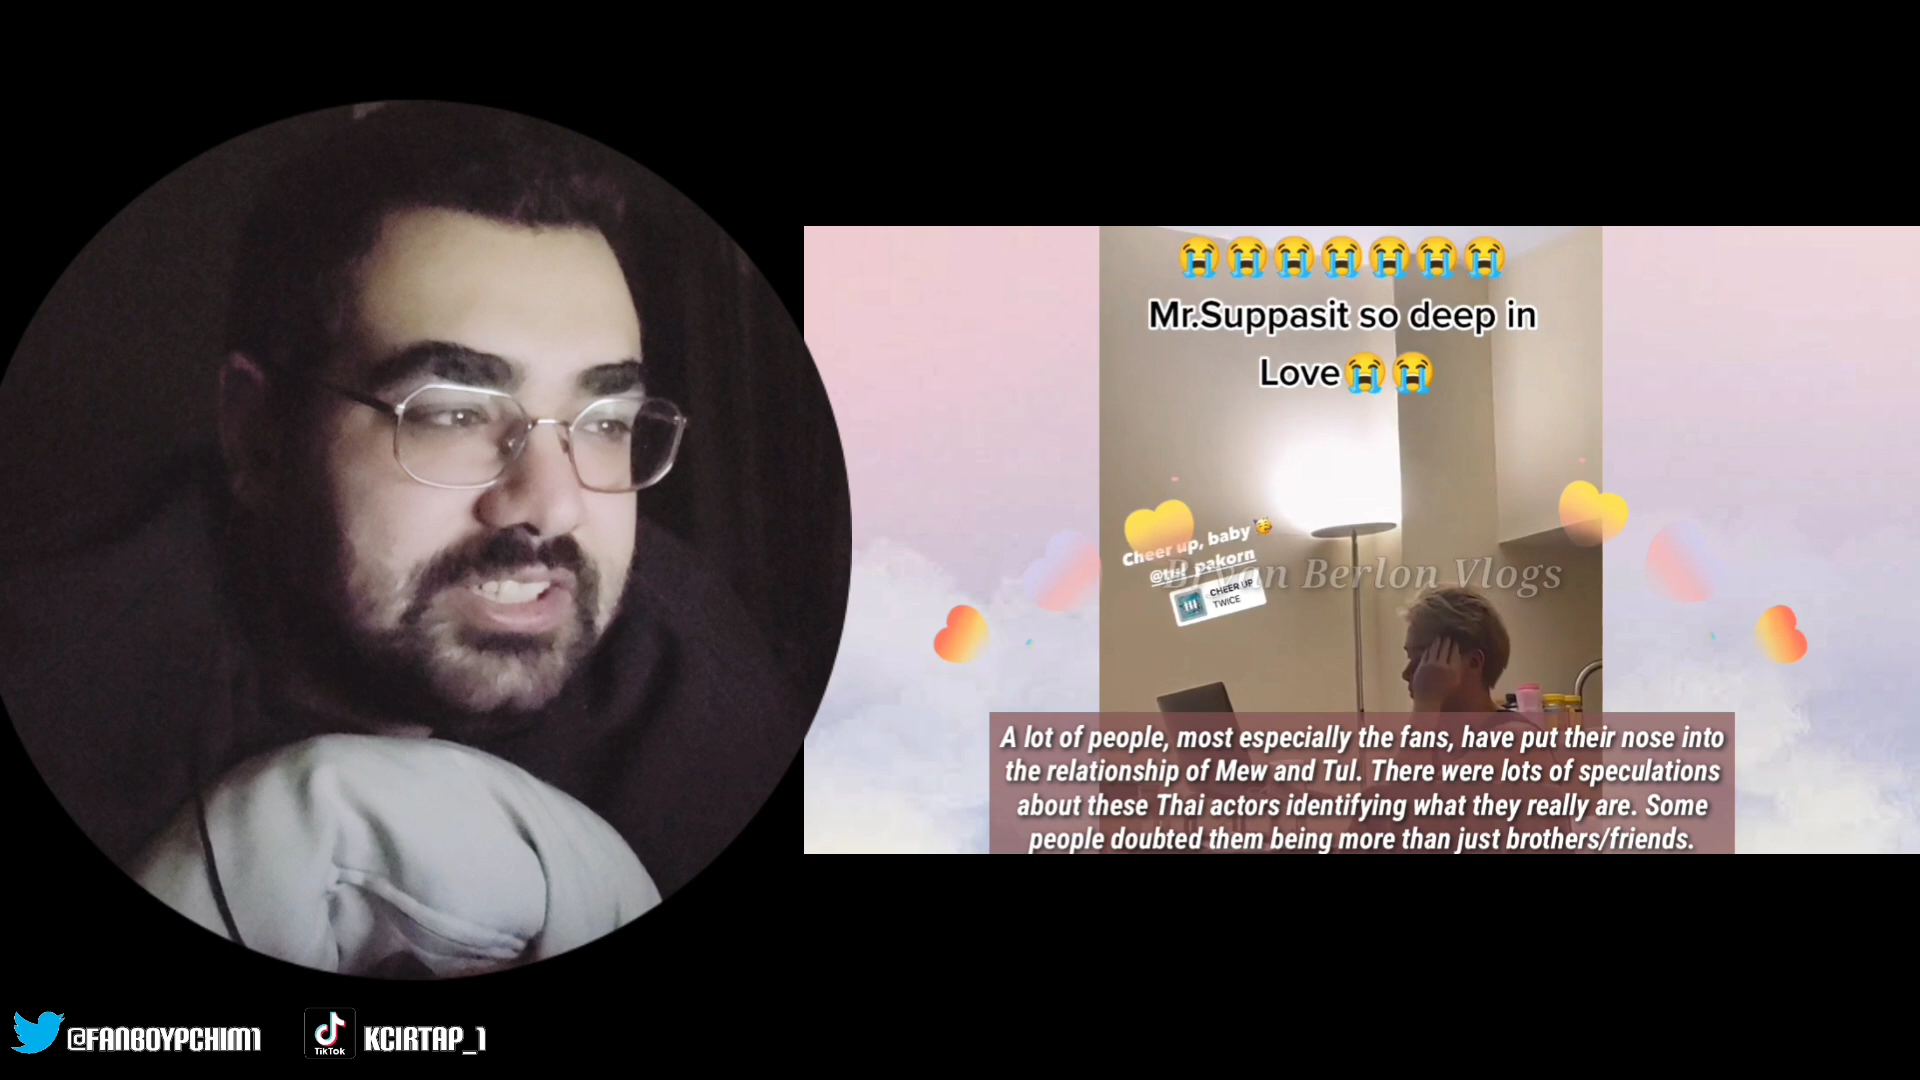 Mr.Suppasit so deep in
Love
Cheer up, baby
@tul_pakorn
CHEER UP
TWICE
Bryan Berlon Vlogs
A lot of people, most especially the fans, have put their nose into
the relationship of Mew and Tul. There were lots of speculations
about these Thai actors identifying what they really are. Some
people doubted them being more than just brothers/friends.
@FANBOYPCHIM1
TikTok
KCIRTAP_1